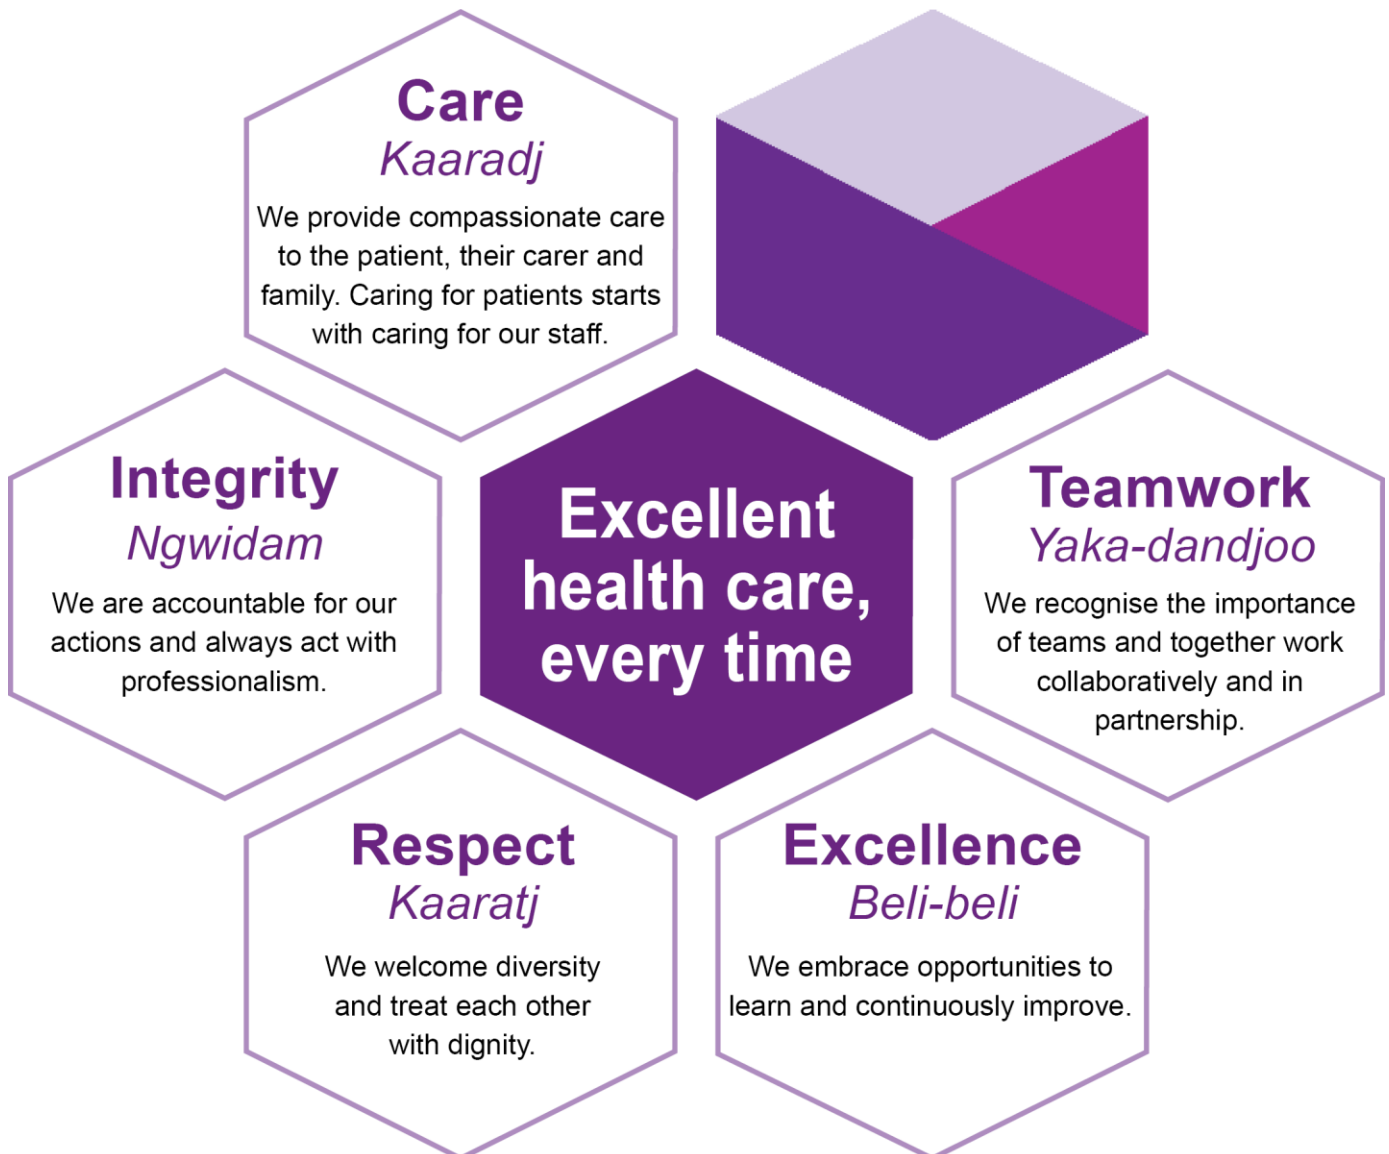 Care
Kaaradj
We provide compassionate care
to the patient, their carer and
family. Caring for patients starts
with caring for our staff.
Integrity
Ngwidam
We are accountable for our
actions and always act with
professionalism.
Excellent
health care,
every time
Teamwork
Yaka-dandjoo
We recognise the importance
of teams and together work
collaboratively and in
partnership.
Respect
Kaaratj
We welcome diversity
and treat each other
with dignity.
Excellence
Beli-beli
We embrace opportunities to
learn and continuously improve.